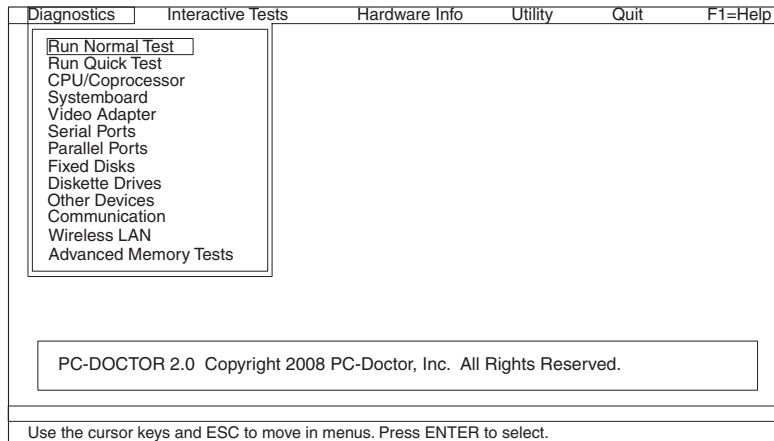 Diagnostics Interactive Tests Hardware Info Utility Quit F1=Help
Run Normal Test
Run Quick Test
CPU/Coprocessor
Systemboard
Video Adapter
Serial Ports
Parallel Ports
Fixed Disks
Diskette Drives
Other Devices
Communication
Wireless LAN
Advanced Memory Tests
PC-DOCTOR 2.0 Copyright 2008 PC-Doctor, Inc. All Rights Reserved.
Use the cursor keys and ESC to move in menus. Press ENTER to select.